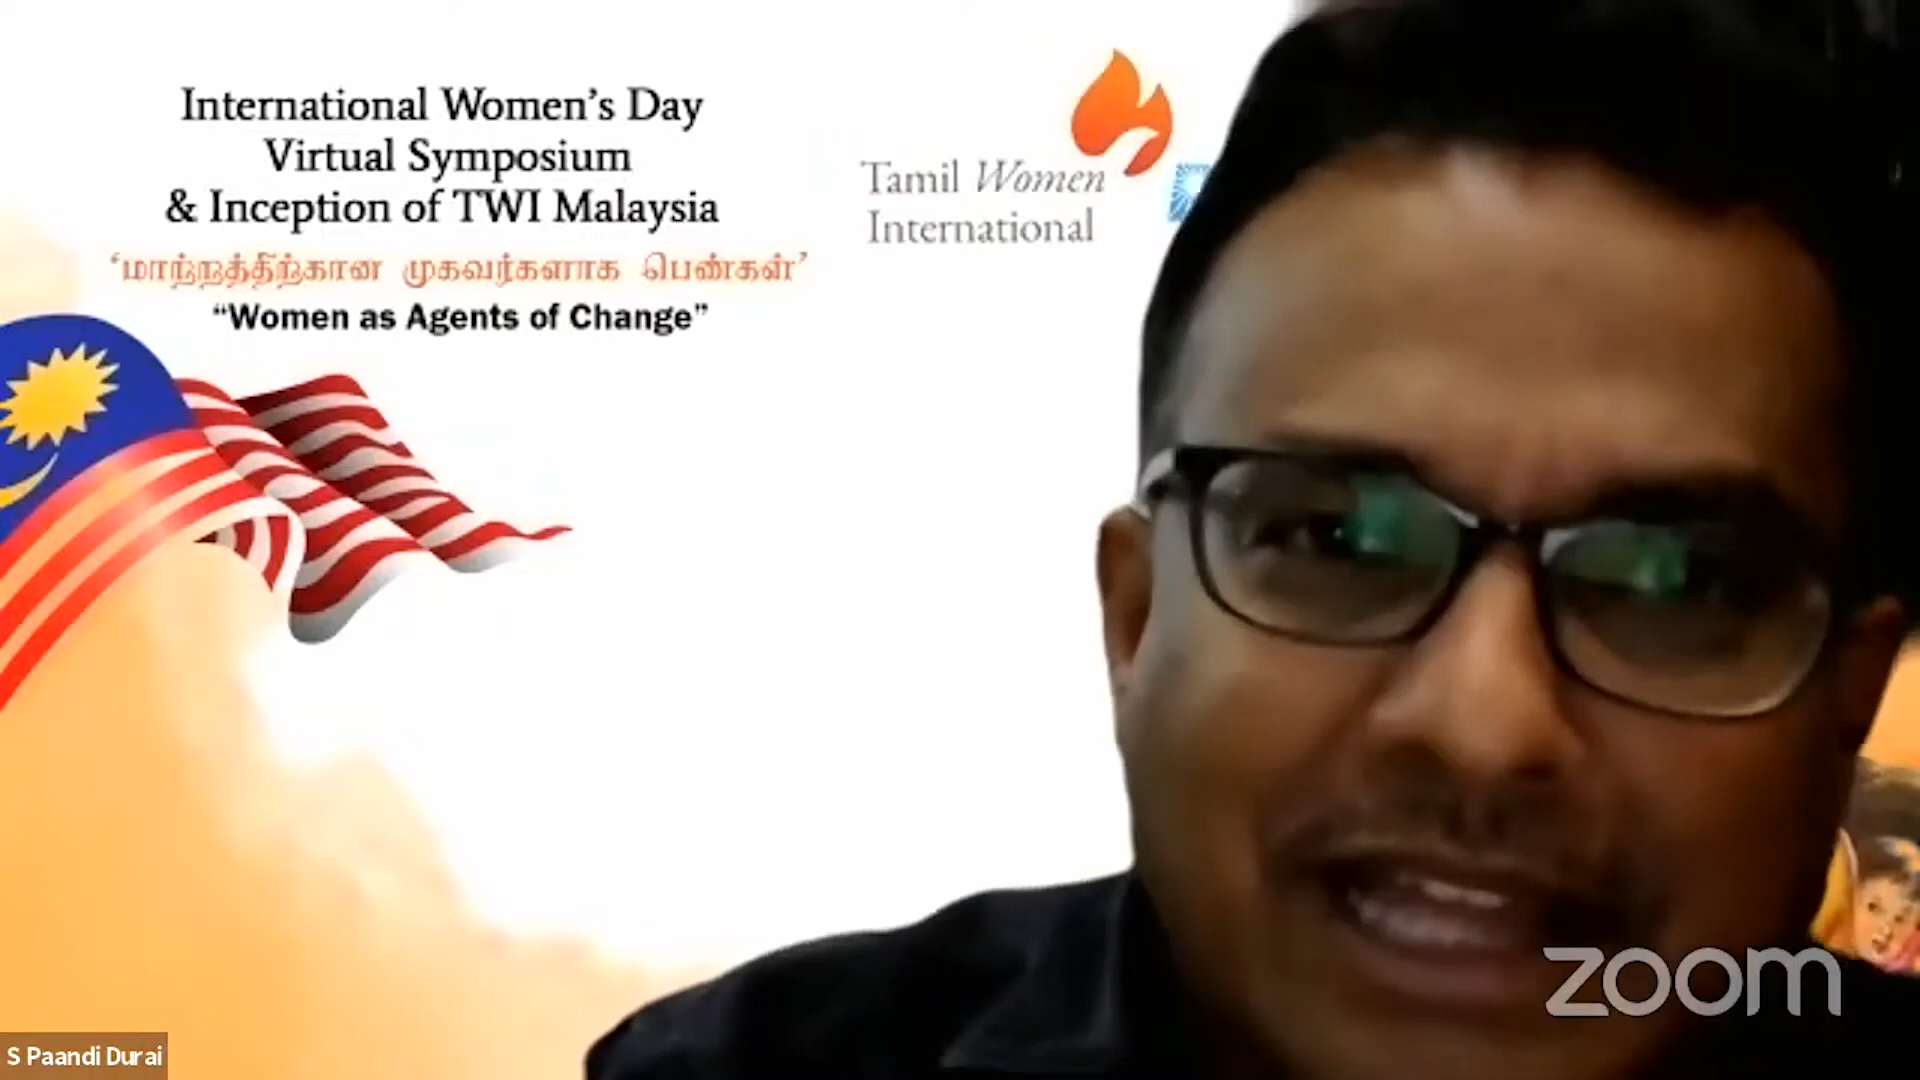 International Women's Day
Virtual Symposium
& Inception of TWI Malaysia
‘மாற்றத்திற்கான முகவர்களாக பெண்கள்’
“Women as Agents of Change”
Tamil Women
International
zoom
S Paandi Durai